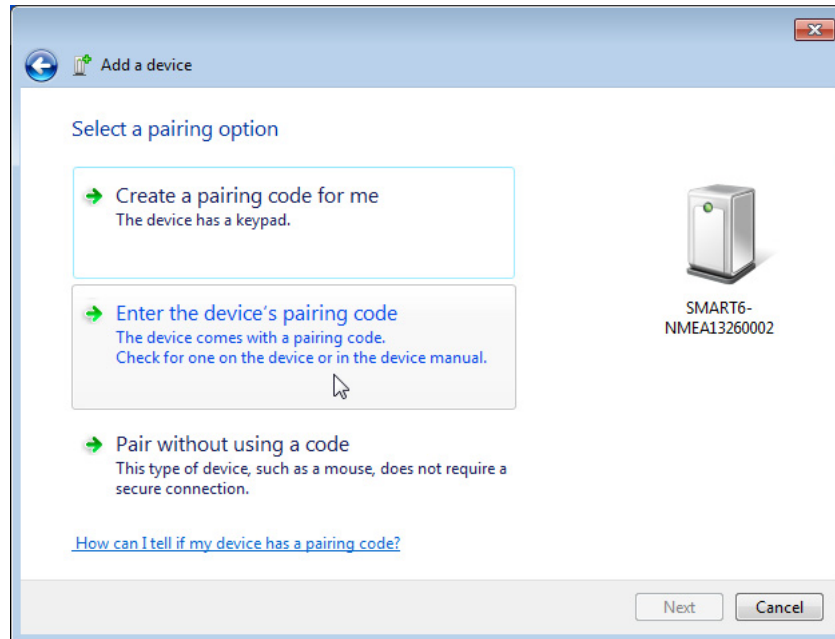 Add a device
Select a pairing option
Create a pairing code for me
The device has a keypad.
Enter the device's pairing code
The device comes with a pairing code.
Check for one on the device or in the device manual.
SMART6-
NMEA13260002
Pair without using a code
This type of device, such as a mouse, does not require a
secure connection.
How can I tell if my device has a pairing code?
Next
Cancel